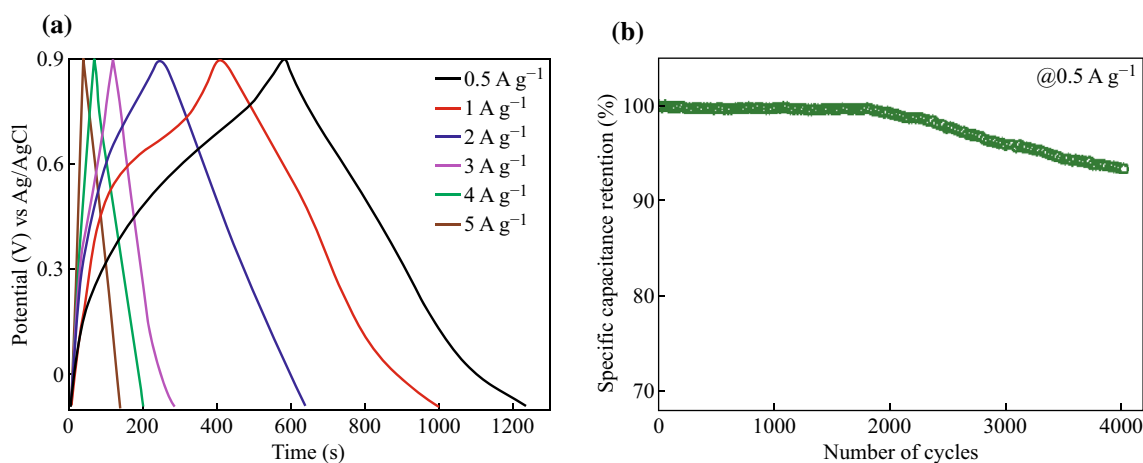 (a)
Potential (V) vs Ag/AgCl
0.9
0.6
0.3
0
0 200 400 600 800 1000 1200
Time (s)
0.5 A g⁻¹
1 A g⁻¹
2 A g⁻¹
3 A g⁻¹
4 A g⁻¹
5 A g⁻¹
(b)
Specific capacitance retention (%)
100
90
80
70
@0.5 A g⁻¹
0 1000 2000 3000 4000
Number of cycles